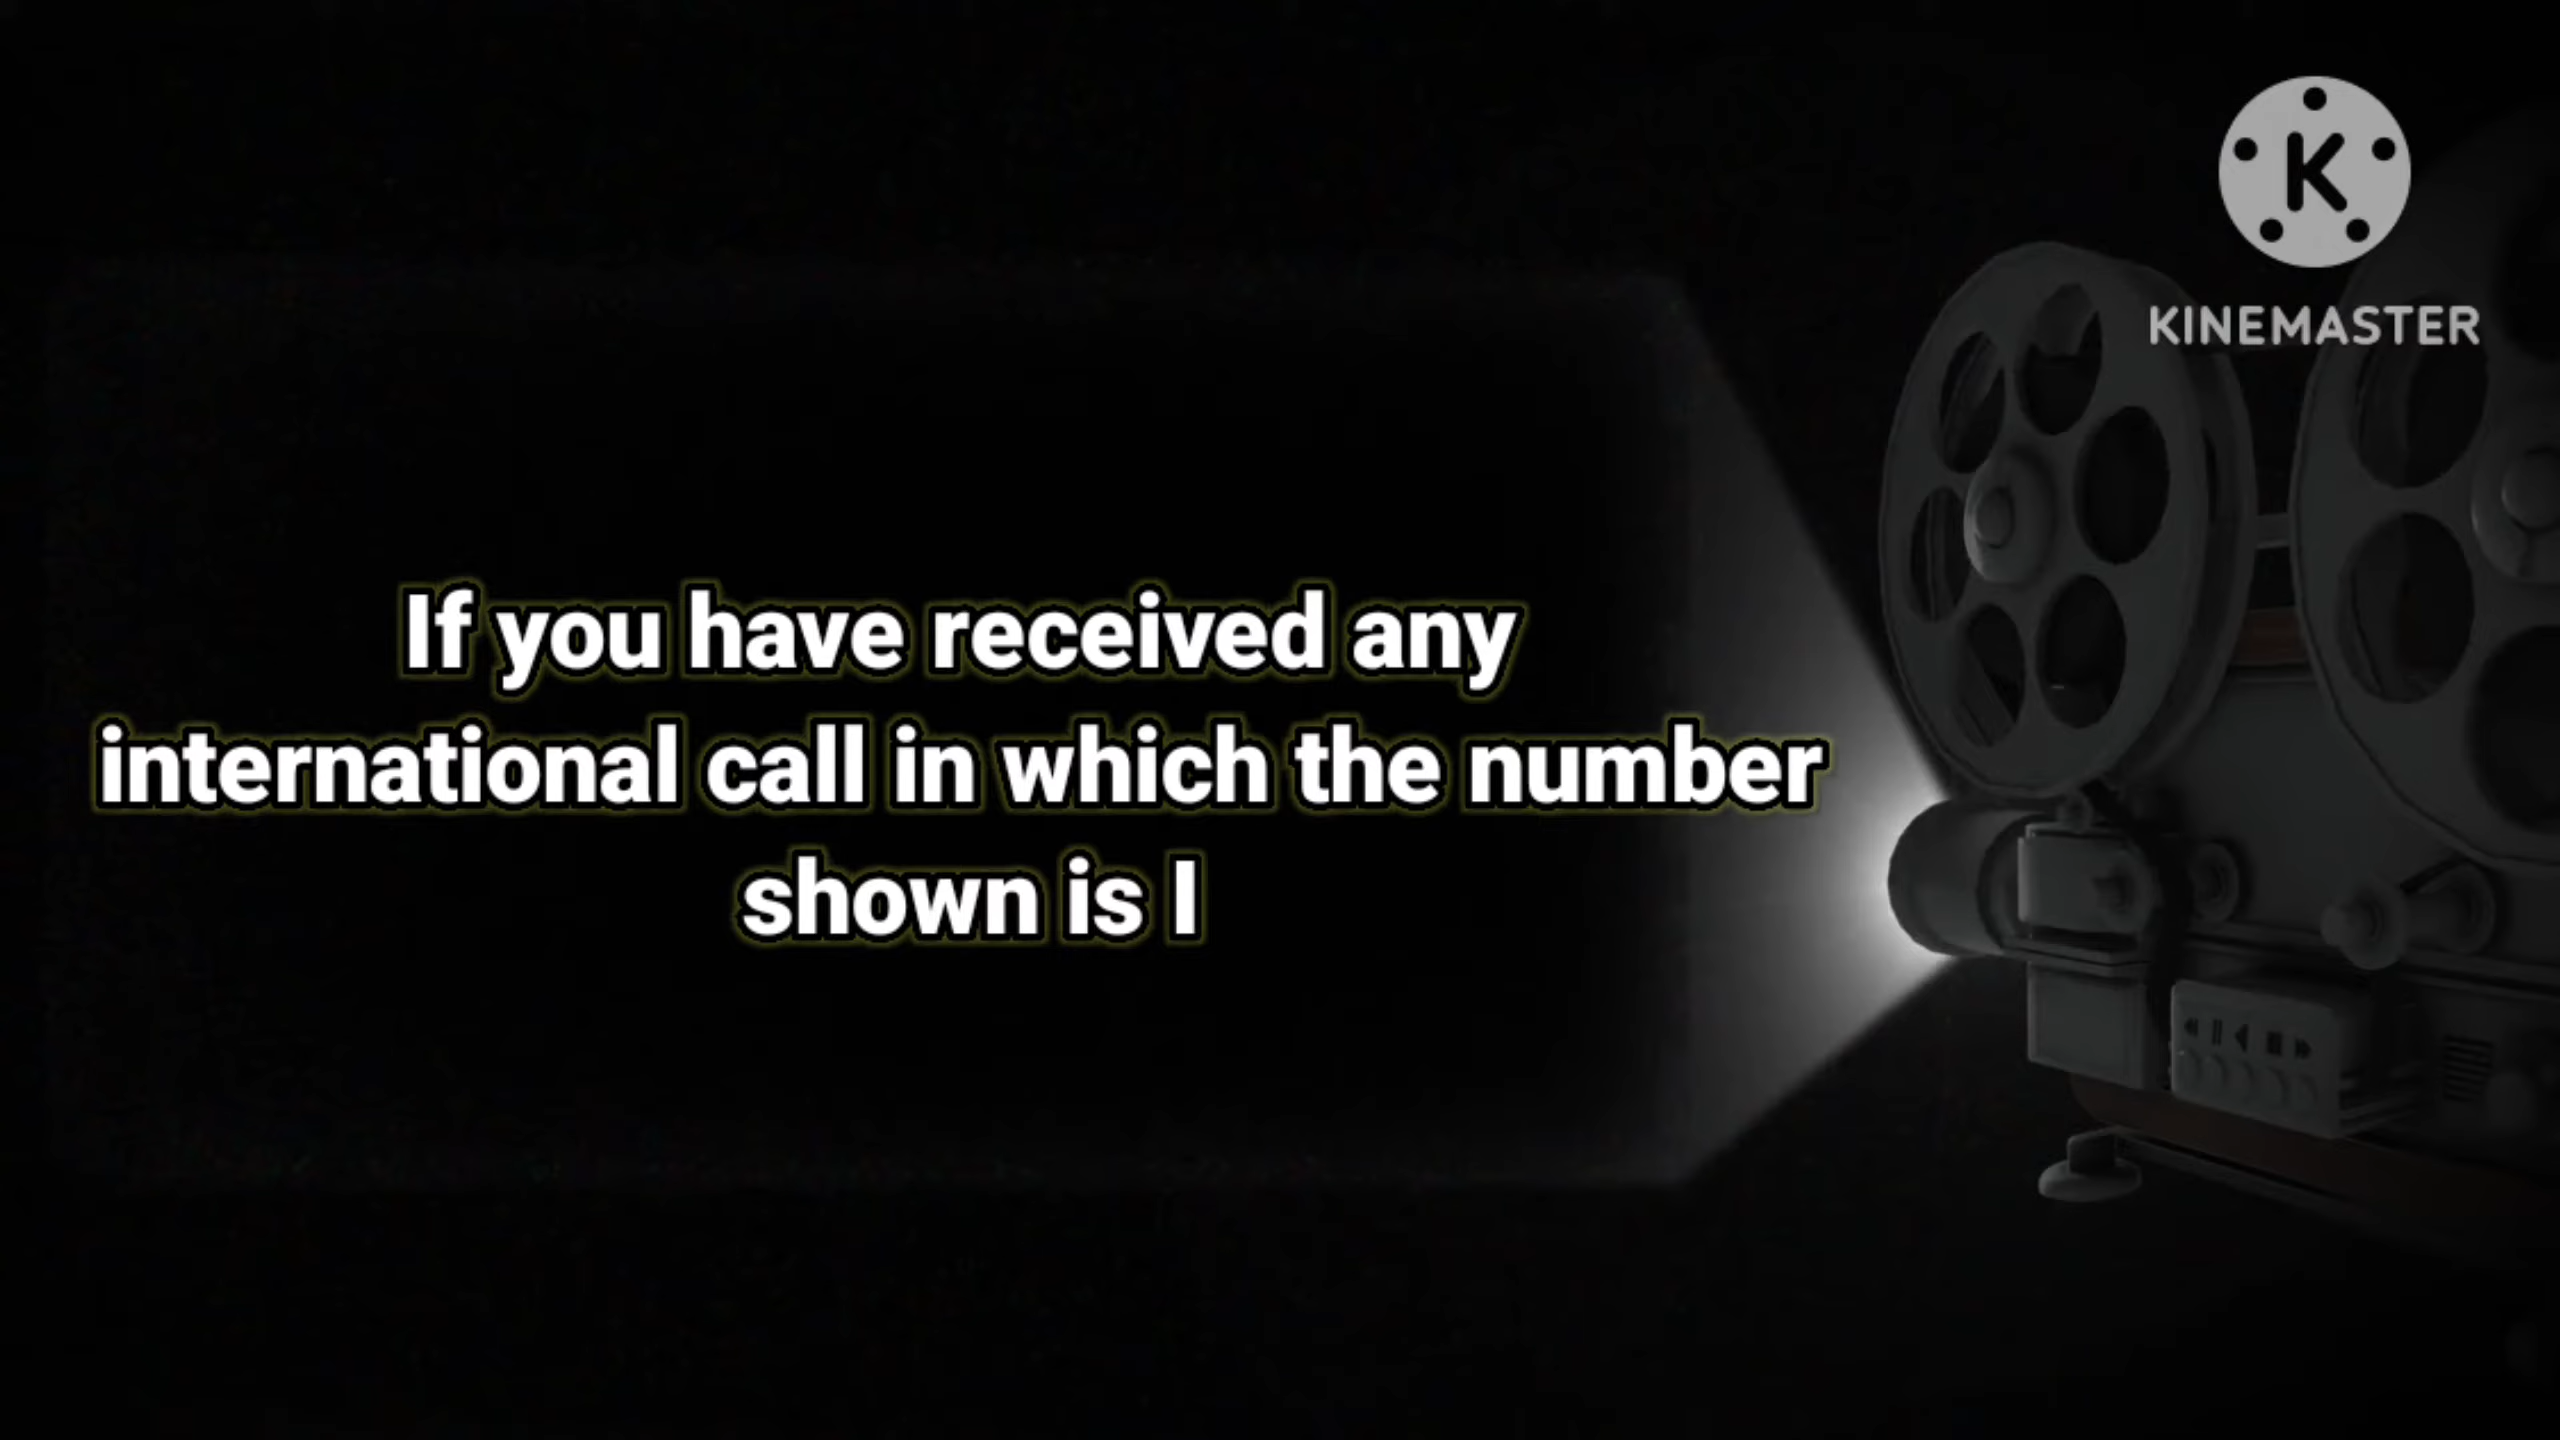 K
KINEMASTER
If you have received any
international call in which the number
shown is I